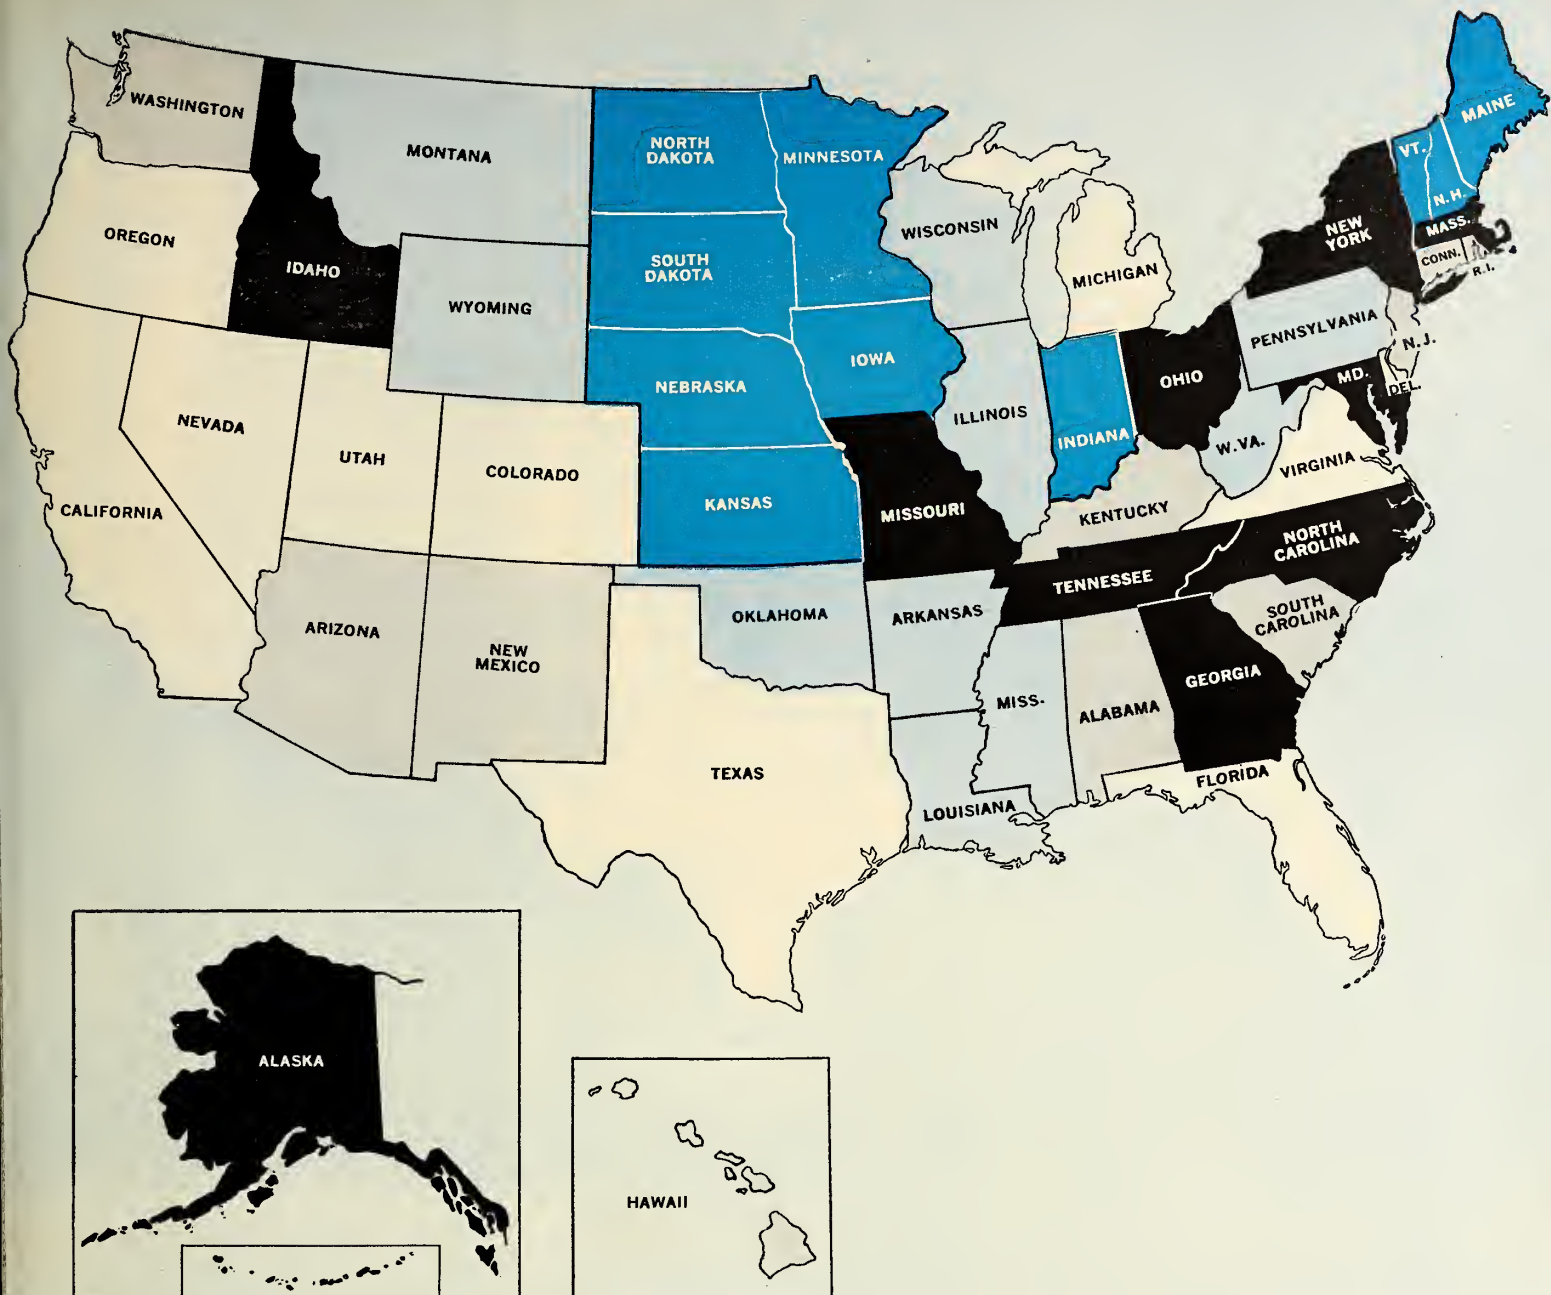 WASHINGTON
MONTANA
NORTH
DAKOTA
MINNESOTA
MAINE
VT.
N.H.
OREGON
IDAHO
WYOMING
SOUTH
DAKOTA
WISCONSIN
MICHIGAN
NEW
YORK
MASS.
CONN.
R.I.
NEBRASKA
IOWA
ILLINOIS
INDIANA
OHIO
PENNSYLVANIA
N.J.
MD.
DEL.
NEVADA
UTAH
COLORADO
CALIFORNIA
KANSAS
MISSOURI
KENTUCKY
W.VA.
VIRGINIA
NORTH
CAROLINA
TENNESSEE
ARIZONA
NEW
MEXICO
OKLAHOMA
ARKANSAS
SOUTH
CAROLINA
MISS.
ALABAMA
GEORGIA
TEXAS
LOUISIANA
FLORIDA
ALASKA
HAWAII